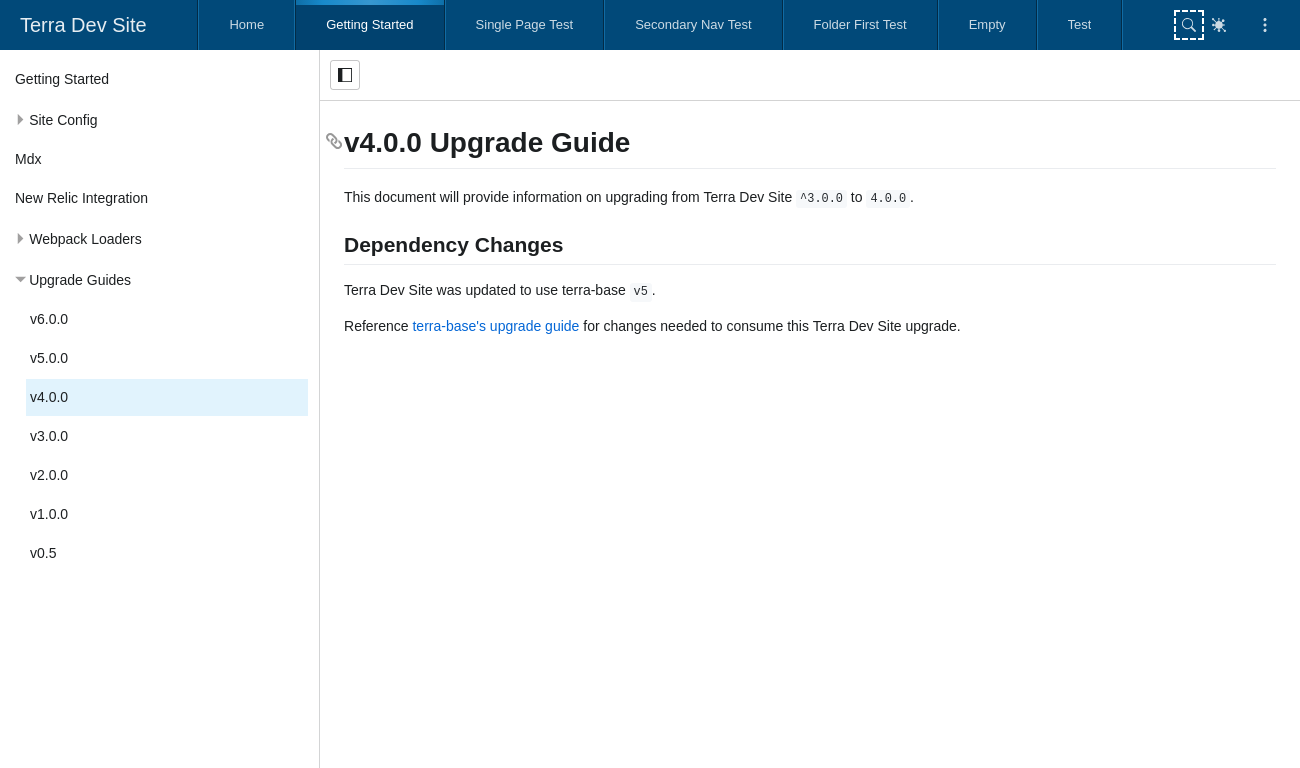 Terra Dev Site
Home
Getting Started
Single Page Test
Secondary Nav Test
Folder First Test
Empty
Test
Getting Started
Site Config
Mdx
New Relic Integration
Webpack Loaders
Upgrade Guides
v6.0.0
v5.0.0
v4.0.0
v3.0.0
v2.0.0
v1.0.0
v0.5
v4.0.0 Upgrade Guide
This document will provide information on upgrading from Terra Dev Site ^3.0.0 to 4.0.0.
Dependency Changes
Terra Dev Site was updated to use terra-base v5.
Reference terra-base's upgrade guide for changes needed to consume this Terra Dev Site upgrade.